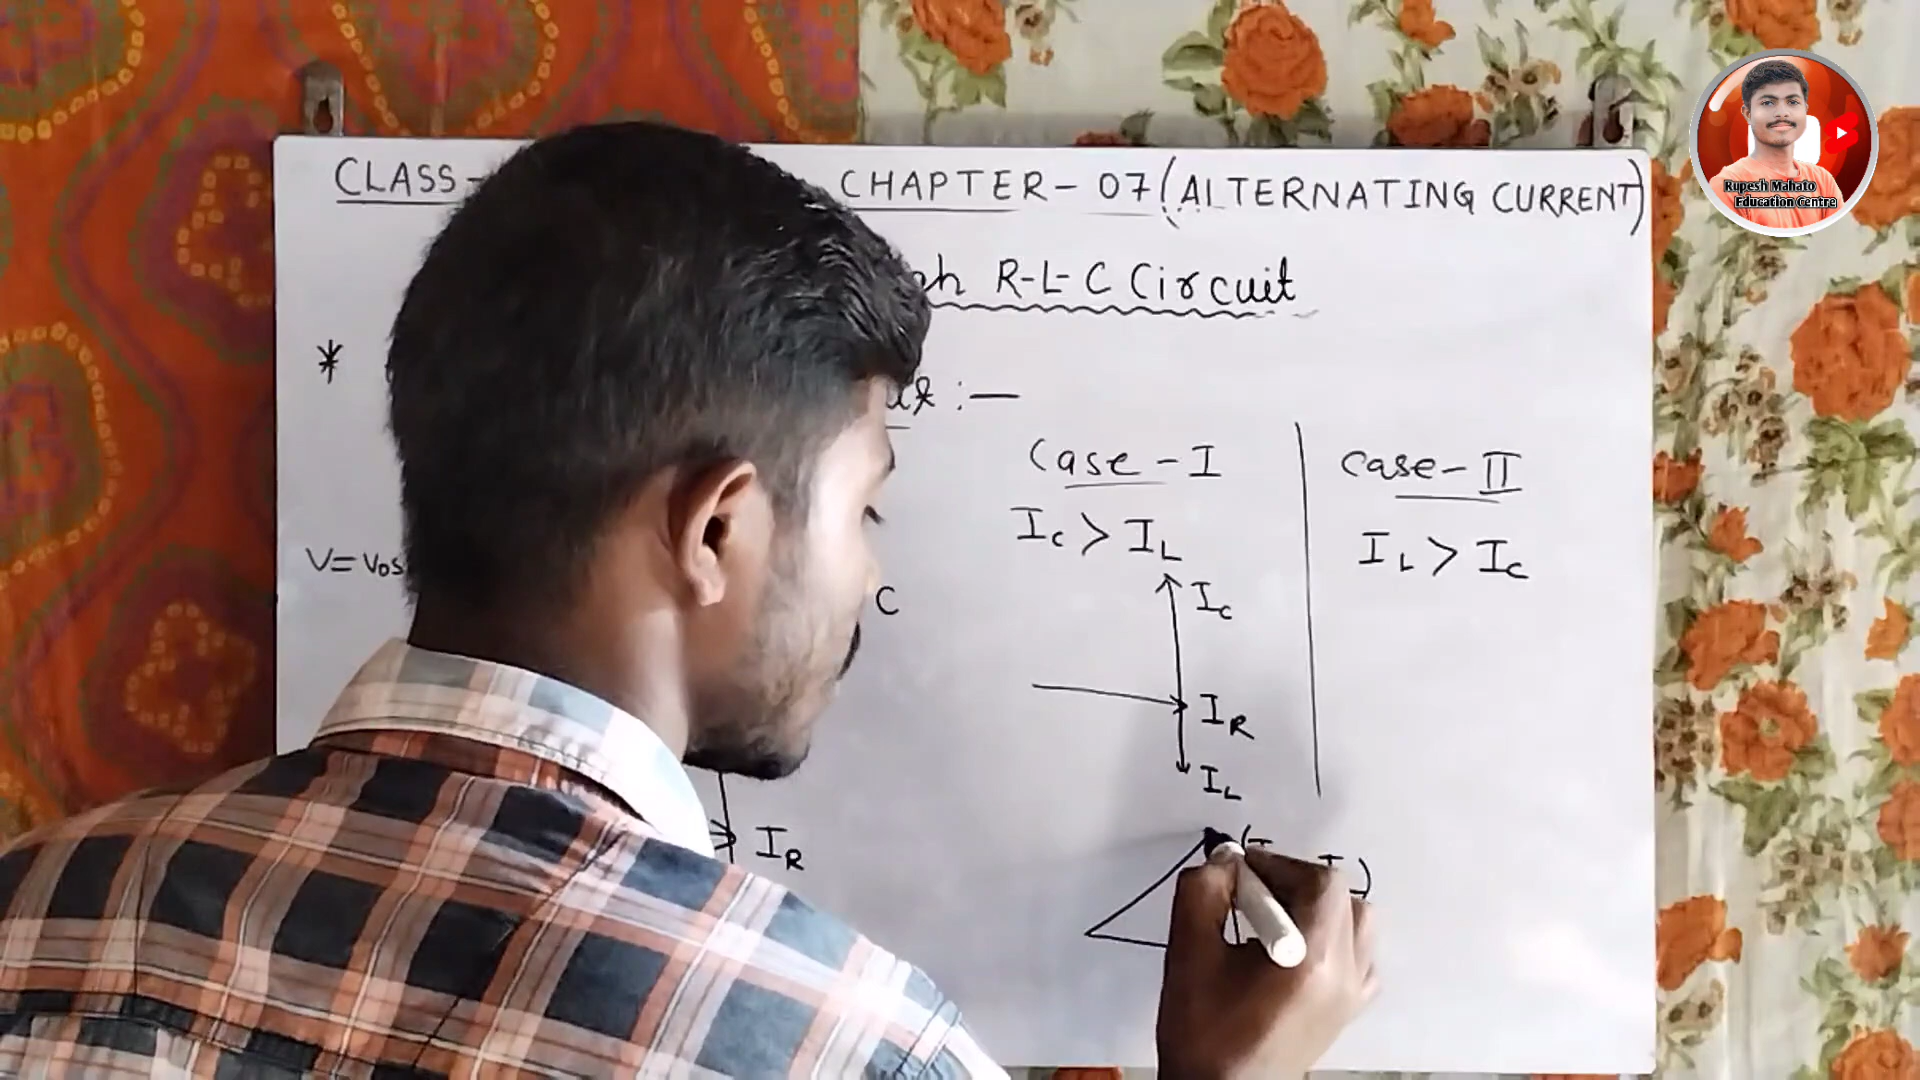 CLASS- CHAPTER-07(ALTERNATING CURRENT)
R-L-C Circuit
*
:—
Case-I
Case-II
Ic > IL
IL > Ic
V=Vos
C
Ic
IR
IL
IR
Rupesh Mahato
Education Centre